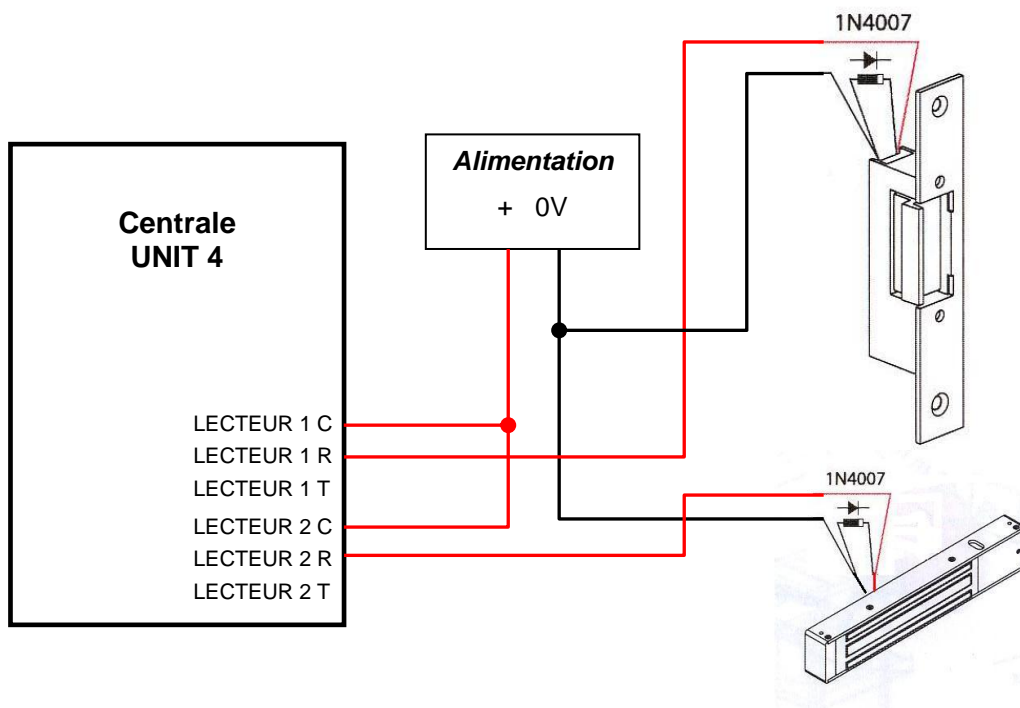 1N4007
Alimentation
+ 0V
Centrale
UNIT 4
LECTEUR 1 C
LECTEUR 1 R
LECTEUR 1 T
LECTEUR 2 C
LECTEUR 2 R
LECTEUR 2 T
1N4007